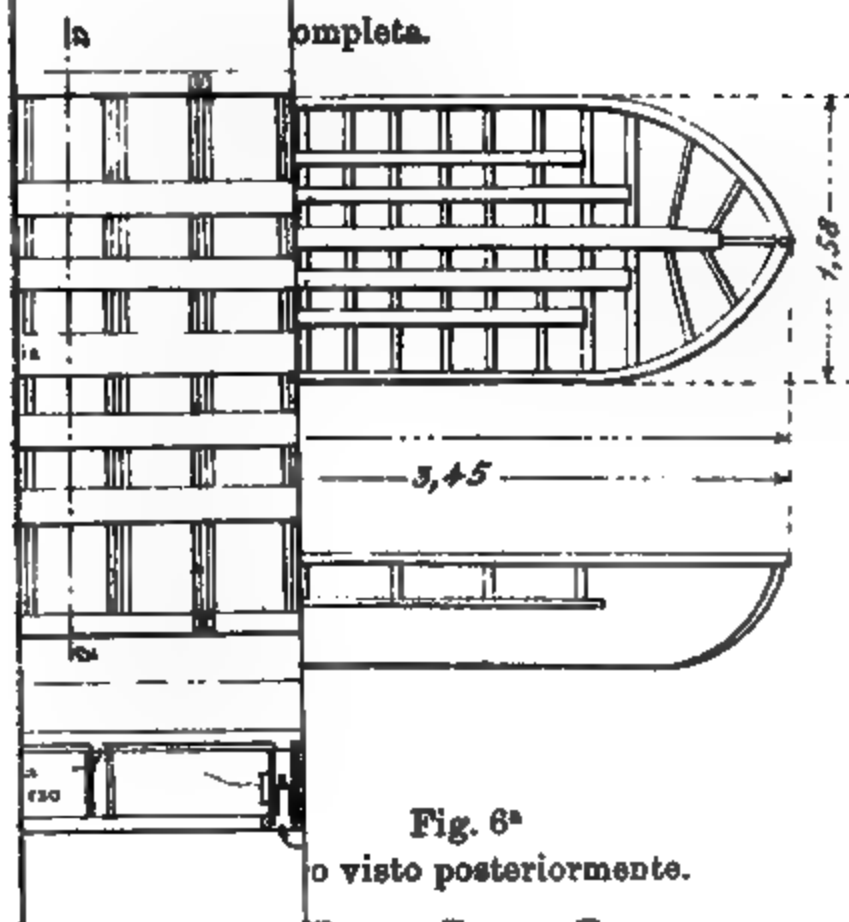 ompleta.
1,58
3,45
Fig. 6ª
o visto posteriormente.